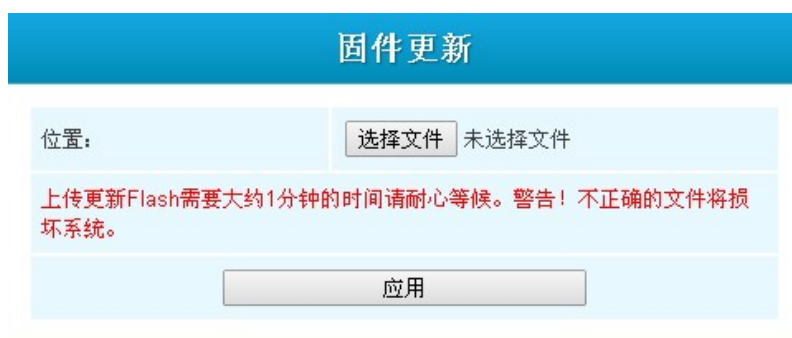 固件更新
位置：
选择文件 未选择文件
上传更新Flash需要大约1分钟的时间请耐心等候。警告！不正确的文件将损
坏系统。
应用